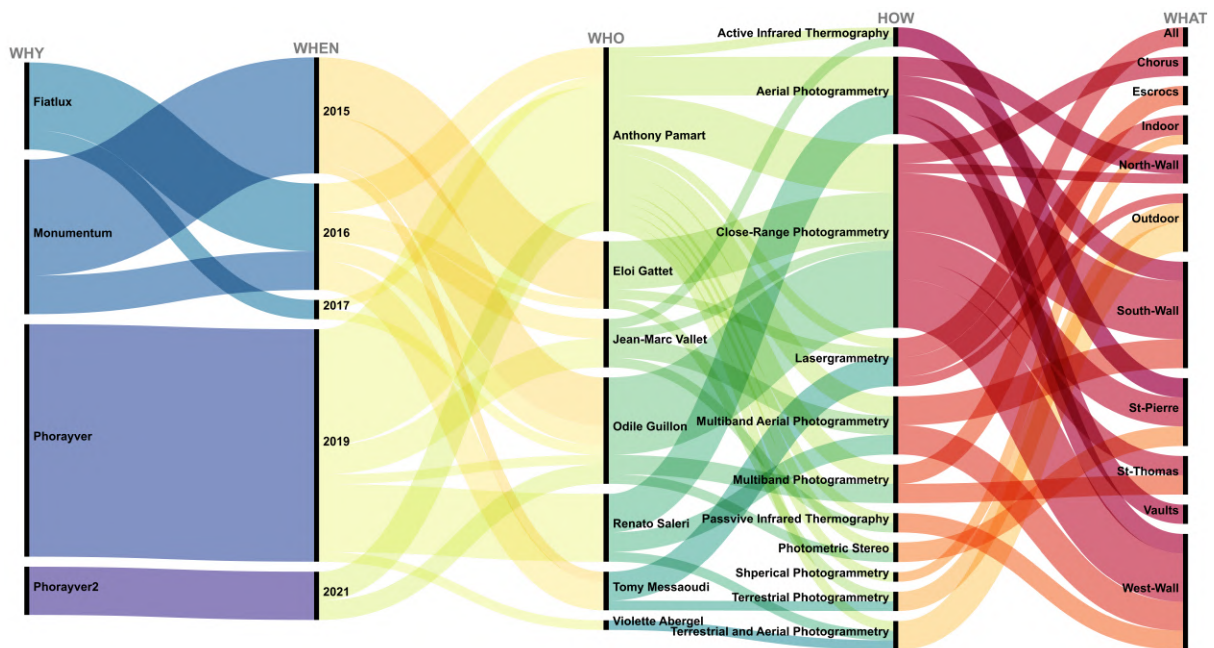 WHY
Fiatlux
Monumentum
Phorayver
Phorayver2
WHEN
2015
2016
2017
2019
2021
WHO
Anthony Pamart
Eloi Gattet
Jean-Marc Vallet
Odile Guillon
Renato Saleri
Tomy Messaoudi
Violette Abergel
HOW
Active Infrared Thermography
Aerial Photogrammetry
Close-Range Photogrammetry
Lasergrammetry
Multiband Aerial Photogrammetry
Multiband Photogrammetry
Passvive Infrared Thermography
Photometric Stereo
Shperical Photogrammetry
Terrestrial Photogrammetry
Terrestrial and Aerial Photogrammetry
WHAT
All
Chorus
Escrocs
Indoor
North-Wall
Outdoor
South-Wall
St-Pierre
St-Thomas
Vaults
West-Wall